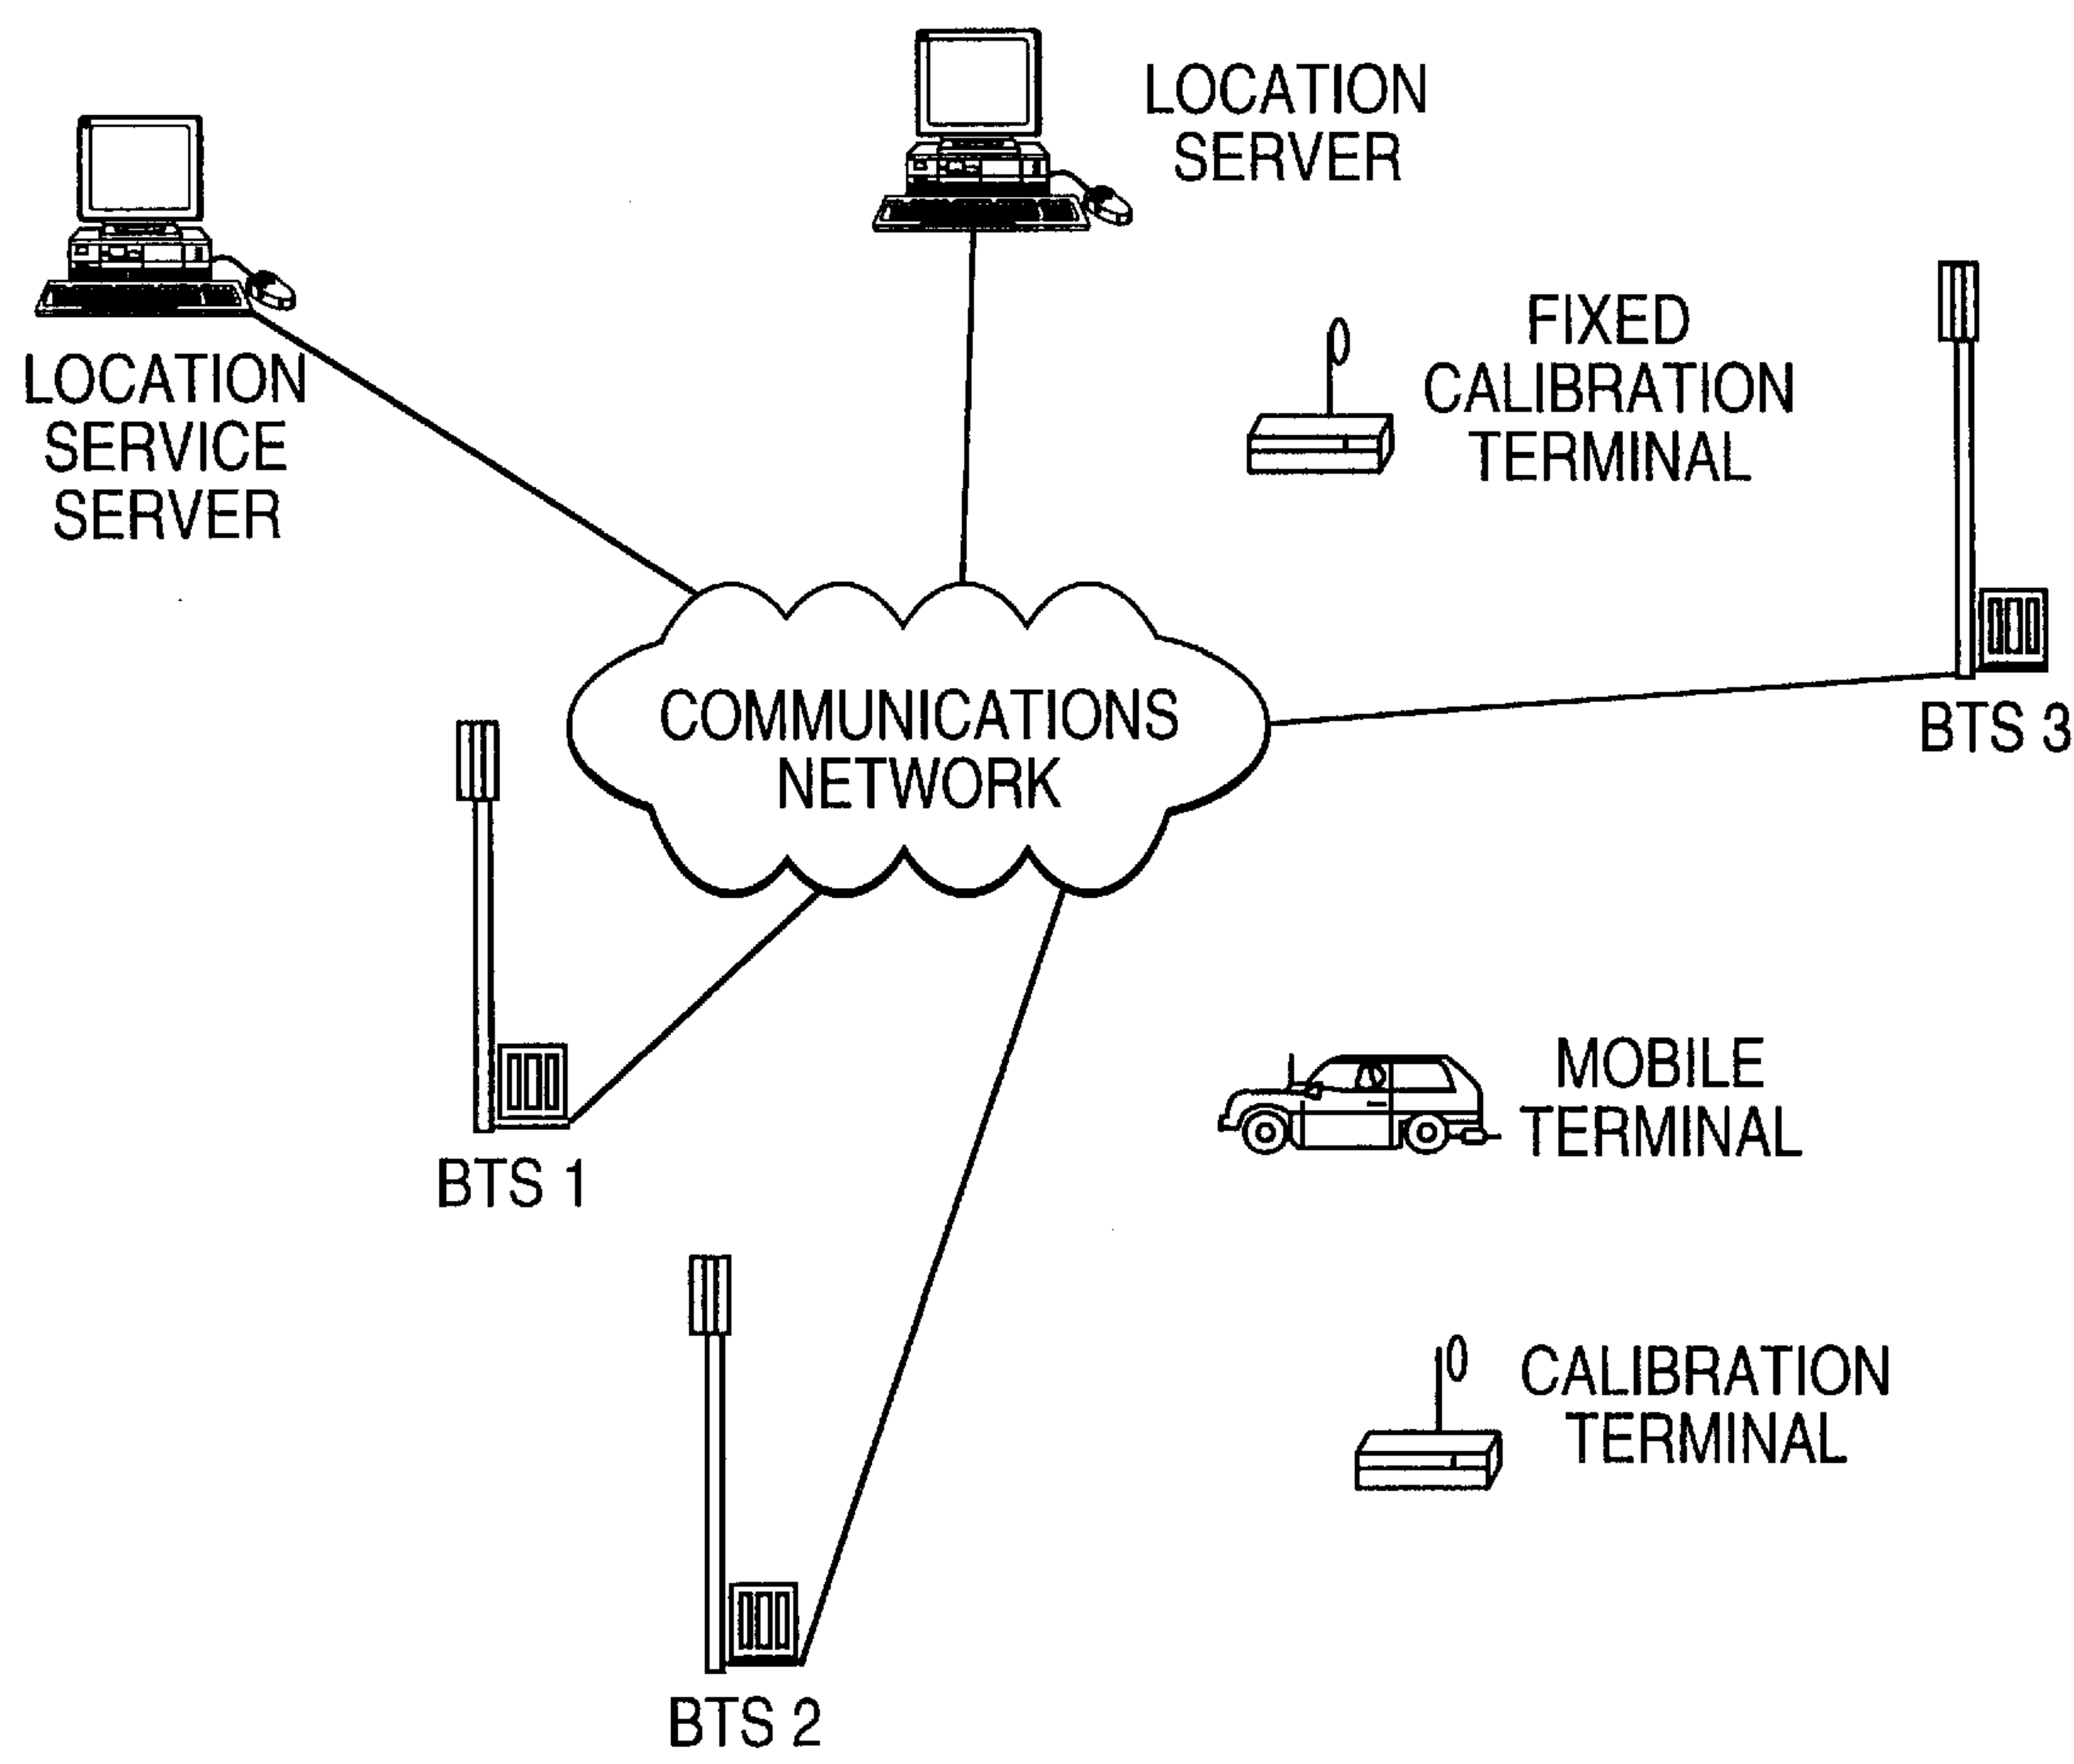 LOCATION
SERVER
LOCATION
SERVICE
SERVER
FIXED
CALIBRATION
TERMINAL
BTS 3
COMMUNICATIONS
NETWORK
BTS 1
MOBILE
TERMINAL
CALIBRATION
TERMINAL
BTS 2